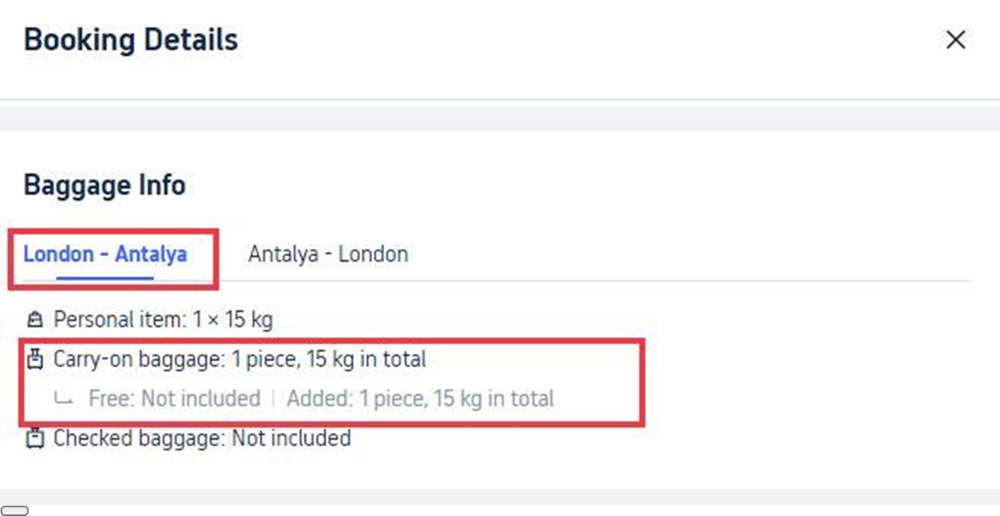 Booking Details
Baggage Info
London - Antalya Antalya - London
Personal item: 1 × 15 kg
Carry-on baggage: 1 piece, 15 kg in total
Free: Not included | Added: 1 piece, 15 kg in total
Checked baggage: Not included